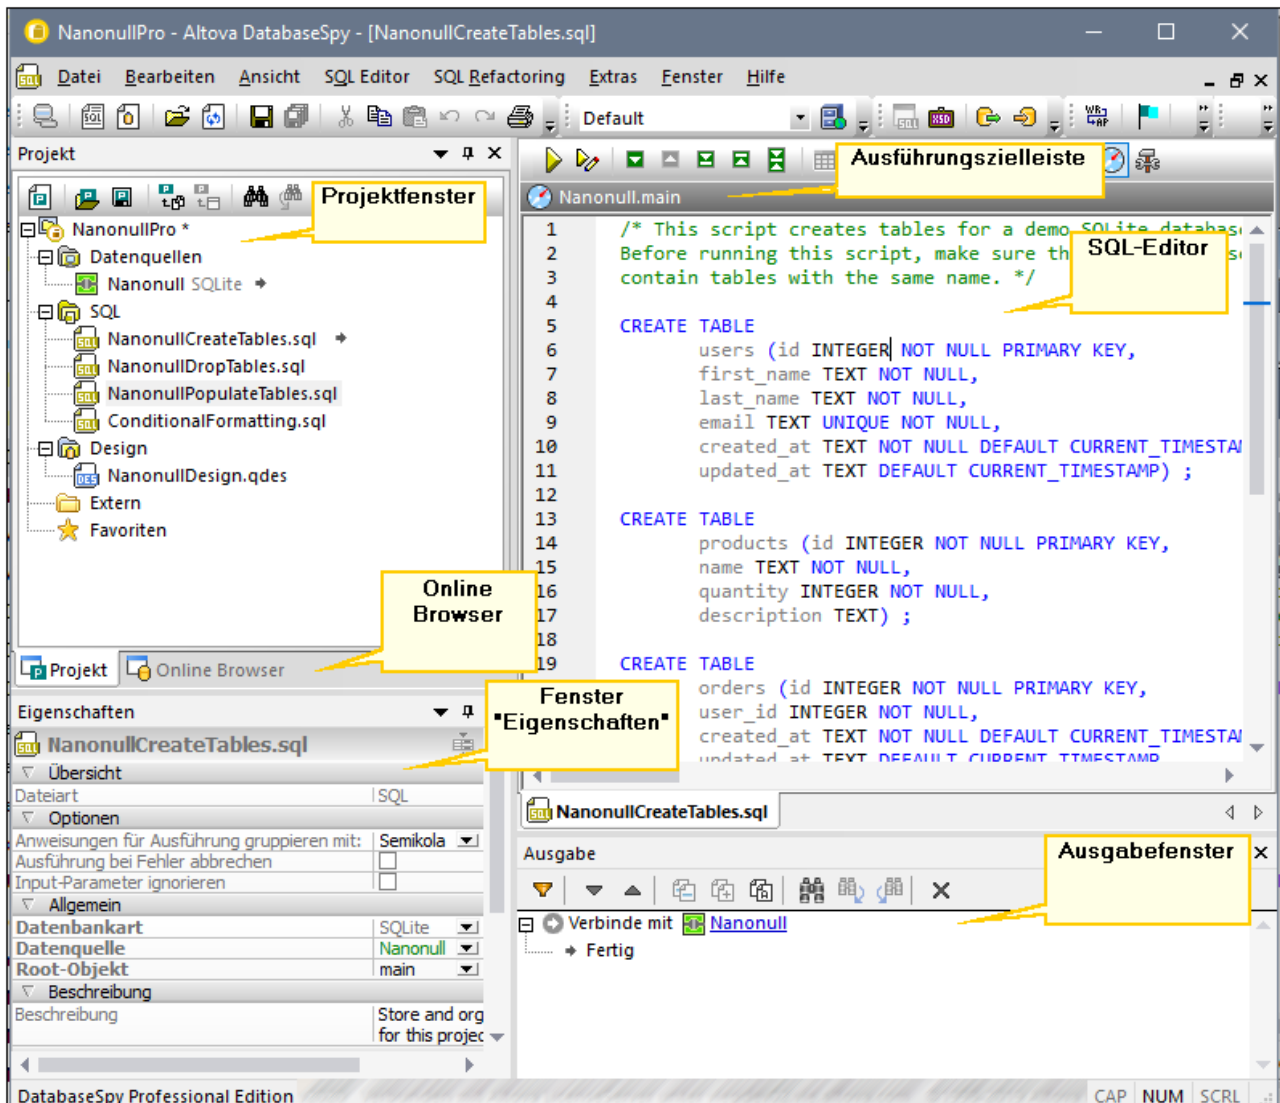 NanonullPro - Altova DatabaseSpy - [NanonullCreateTables.sql]
Datei Bearbeiten Ansicht SQL Editor SQL Refactoring Extras Fenster Hilfe
Default
Projekt
Projektfenster
NanonullPro *
Datenquellen
Nanonull SQLite
SQL
NanonullCreateTables.sql
NanonullDropTables.sql
NanonullPopulateTables.sql
ConditionalFormatting.sql
Design
NanonullDesign.qdes
Extern
Favoriten
Online
Browser
Projekt Online Browser
Ausführungszielleiste
Nanonull.main
SQL-Editor
1 /* This script creates tables for a demo SQLite database
2 Before running this script, make sure th
3 contain tables with the same name. */
4
5 CREATE TABLE
6 users (id INTEGER NOT NULL PRIMARY KEY,
7 first_name TEXT NOT NULL,
8 last_name TEXT NOT NULL,
9 email TEXT UNIQUE NOT NULL,
10 created_at TEXT NOT NULL DEFAULT CURRENT_TIMESTA
11 updated_at TEXT DEFAULT CURRENT_TIMESTAMP) ;
12
13 CREATE TABLE
14 products (id INTEGER NOT NULL PRIMARY KEY,
15 name TEXT NOT NULL,
16 quantity INTEGER NOT NULL,
17 description TEXT) ;
18
19 CREATE TABLE
orders (id INTEGER NOT NULL PRIMARY KEY,
user_id INTEGER NOT NULL,
created_at TEXT NOT NULL DEFAULT CURRENT_TIMESTA
updated_at TEXT DEFAULT CURRENT_TIMESTAMP
NanonullCreateTables.sql
Eigenschaften
Fenster
"Eigenschaften"
NanonullCreateTables.sql
Übersicht
Dateiart SQL
Optionen
Anweisungen für Ausführung gruppieren mit: Semikola
Ausführung bei Fehler abbrechen
Input-Parameter ignorieren
Allgemein
Datenbankart SQLite
Datenquelle Nanonull
Root-Objekt main
Beschreibung
Beschreibung Store and org
for this projec
Ausgabe
Ausgabefenster
Verbinde mit Nanonull
Fertig
DatabaseSpy Professional Edition
CAP NUM SCRL